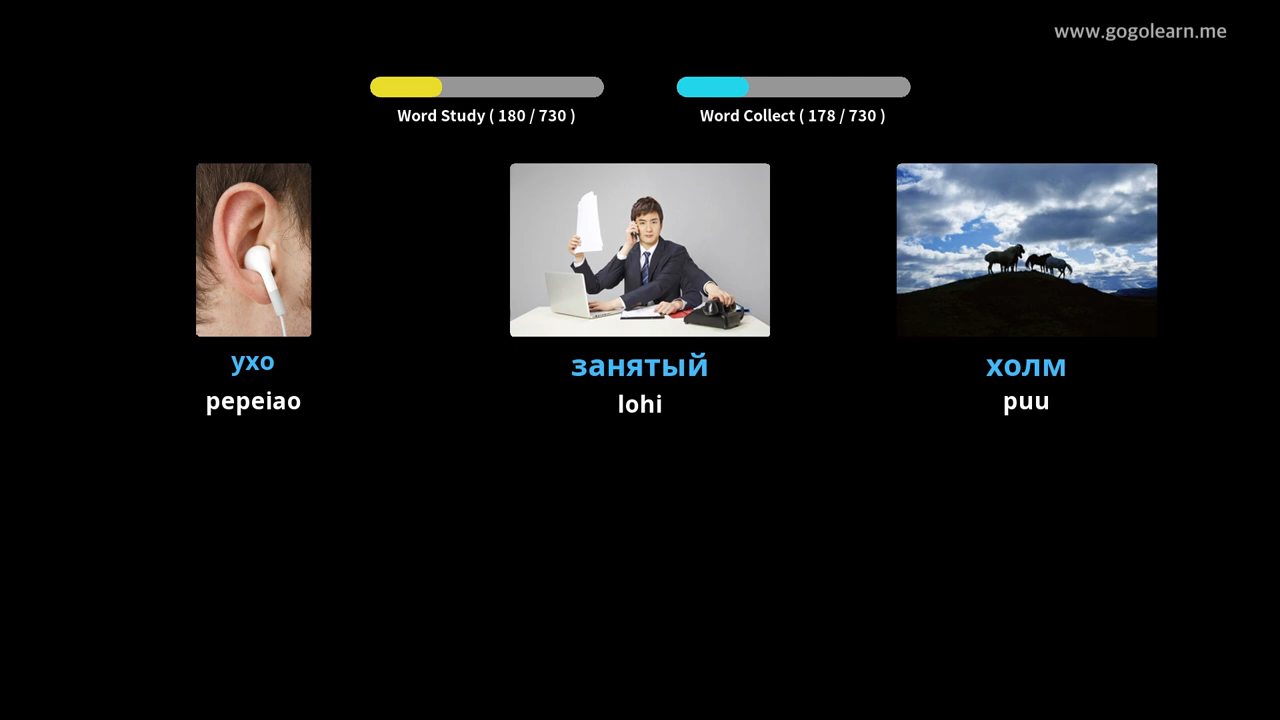 www.gogolearn.me
Word Study ( 180 / 730 )
Word Collect ( 178 / 730 )
ухо
pepeiao
занятый
lohi
холм
puu